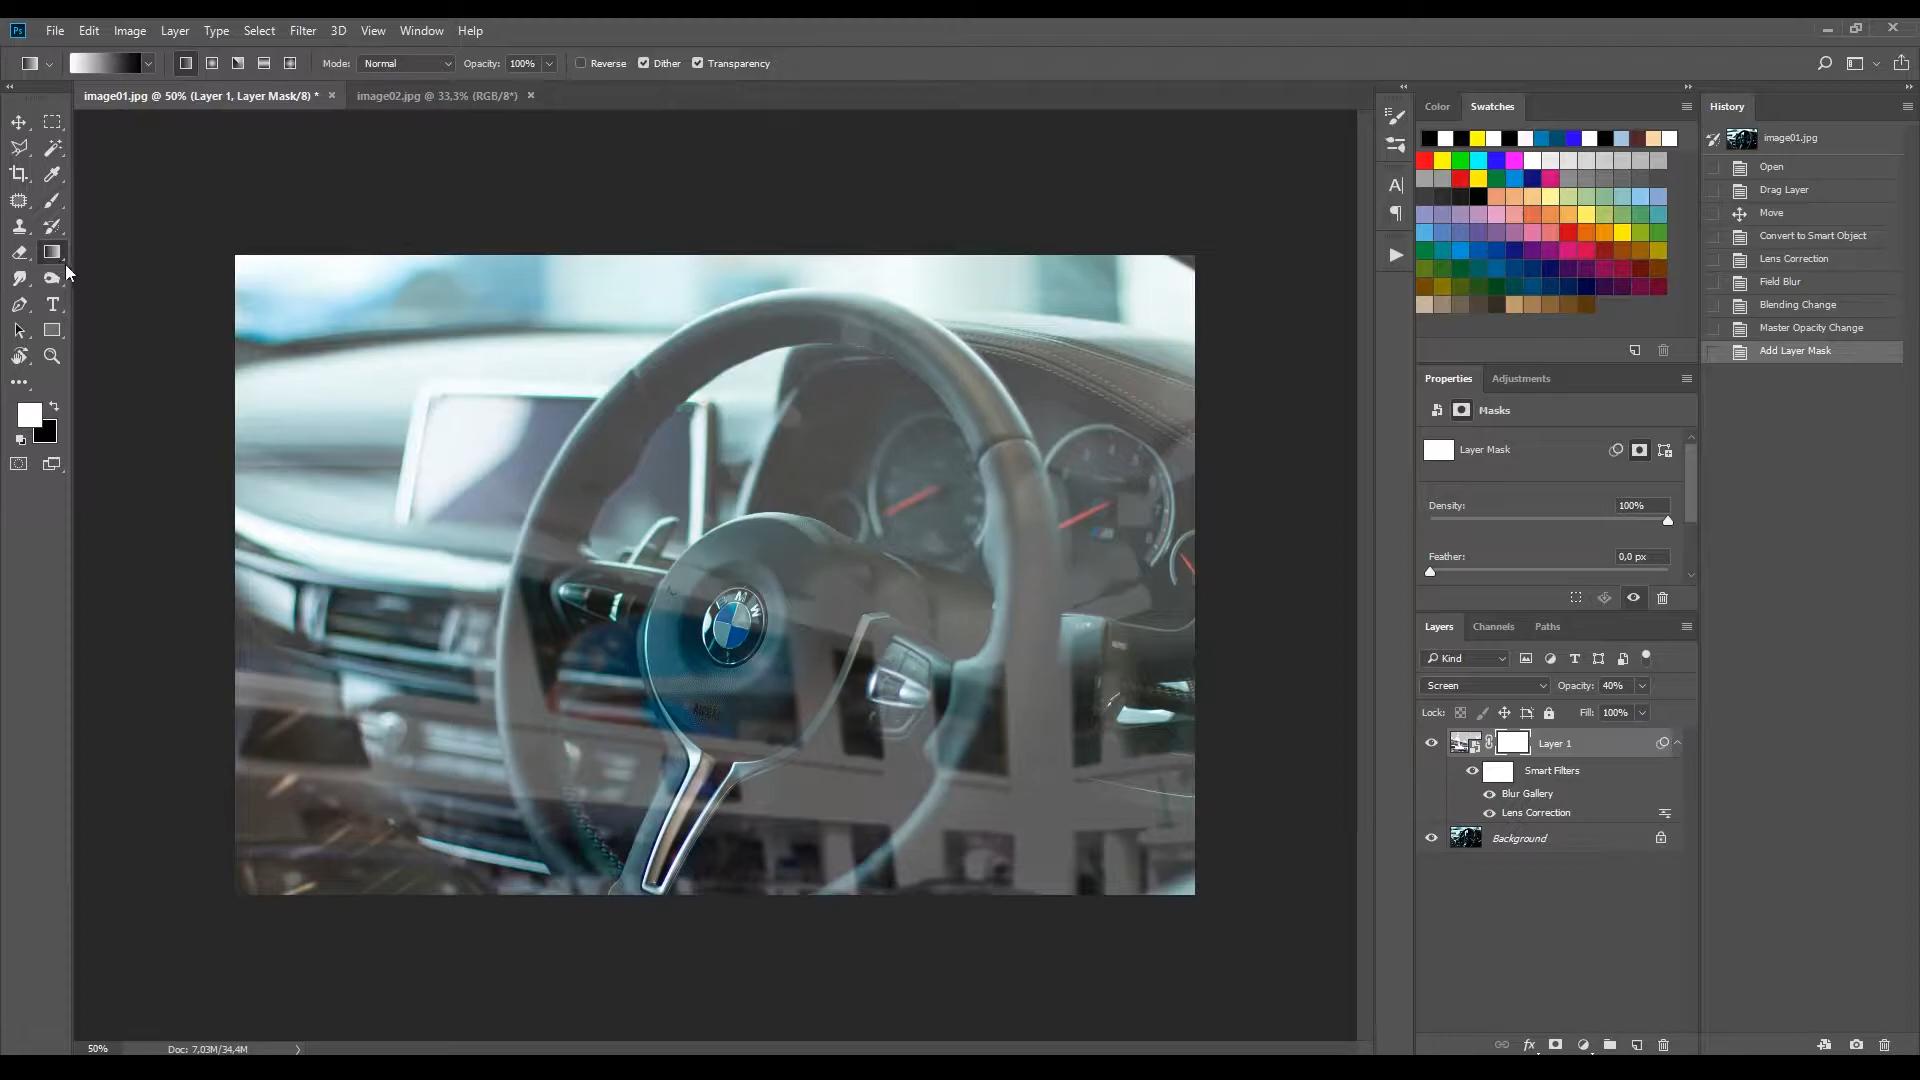 Ps File Edit Image Layer Type Select Filter 3D View Window Help
Mode: Normal Opacity: 100% Reverse Dither Transparency
image01.jpg @ 50% (Layer 1, Layer Mask/8) * × image02.jpg @ 33,3% (RGB/8*) ×
Color Swatches
History
image01.jpg
Open
Drag Layer
Move
Convert to Smart Object
Lens Correction
Field Blur
Blending Change
Master Opacity Change
Add Layer Mask
Properties Adjustments
Masks
Layer Mask
Density: 100%
Feather: 0,0 px
Layers Channels Paths
Kind
Screen Opacity: 40%
Lock: Fill: 100%
Layer 1
Smart Filters
Blur Gallery
Lens Correction
Background
50% Doc: 7,03M/34,4M